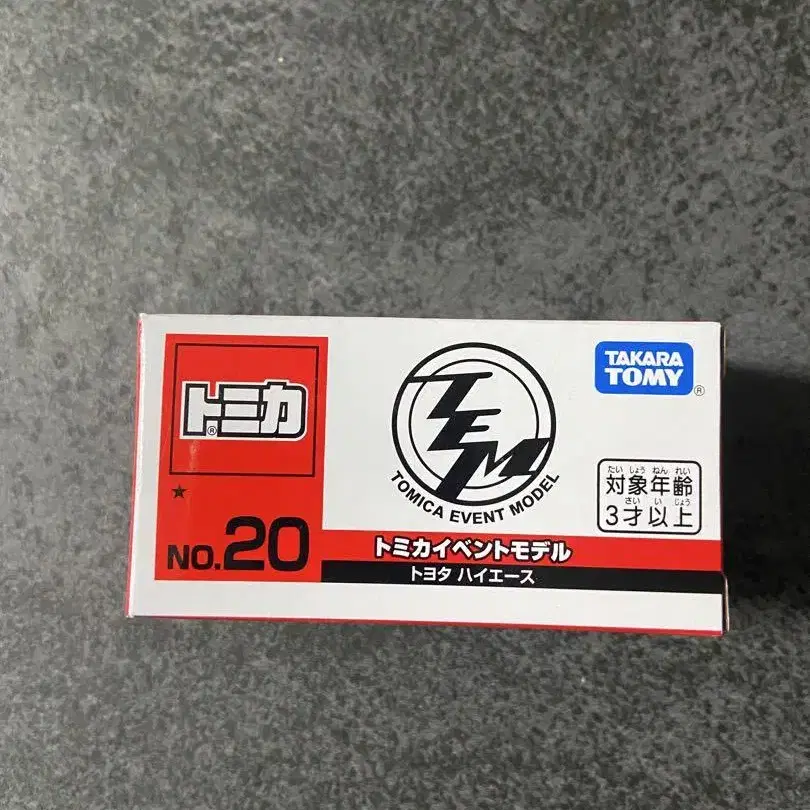 トミカ®
★
NO.20
TEM
TOMICA EVENT MODEL
トミカイベントモデル
トヨタ ハイエース
TAKARA
TOMY®
たい しょう ねん れい
対象年齢
さい い じょう
3才以上